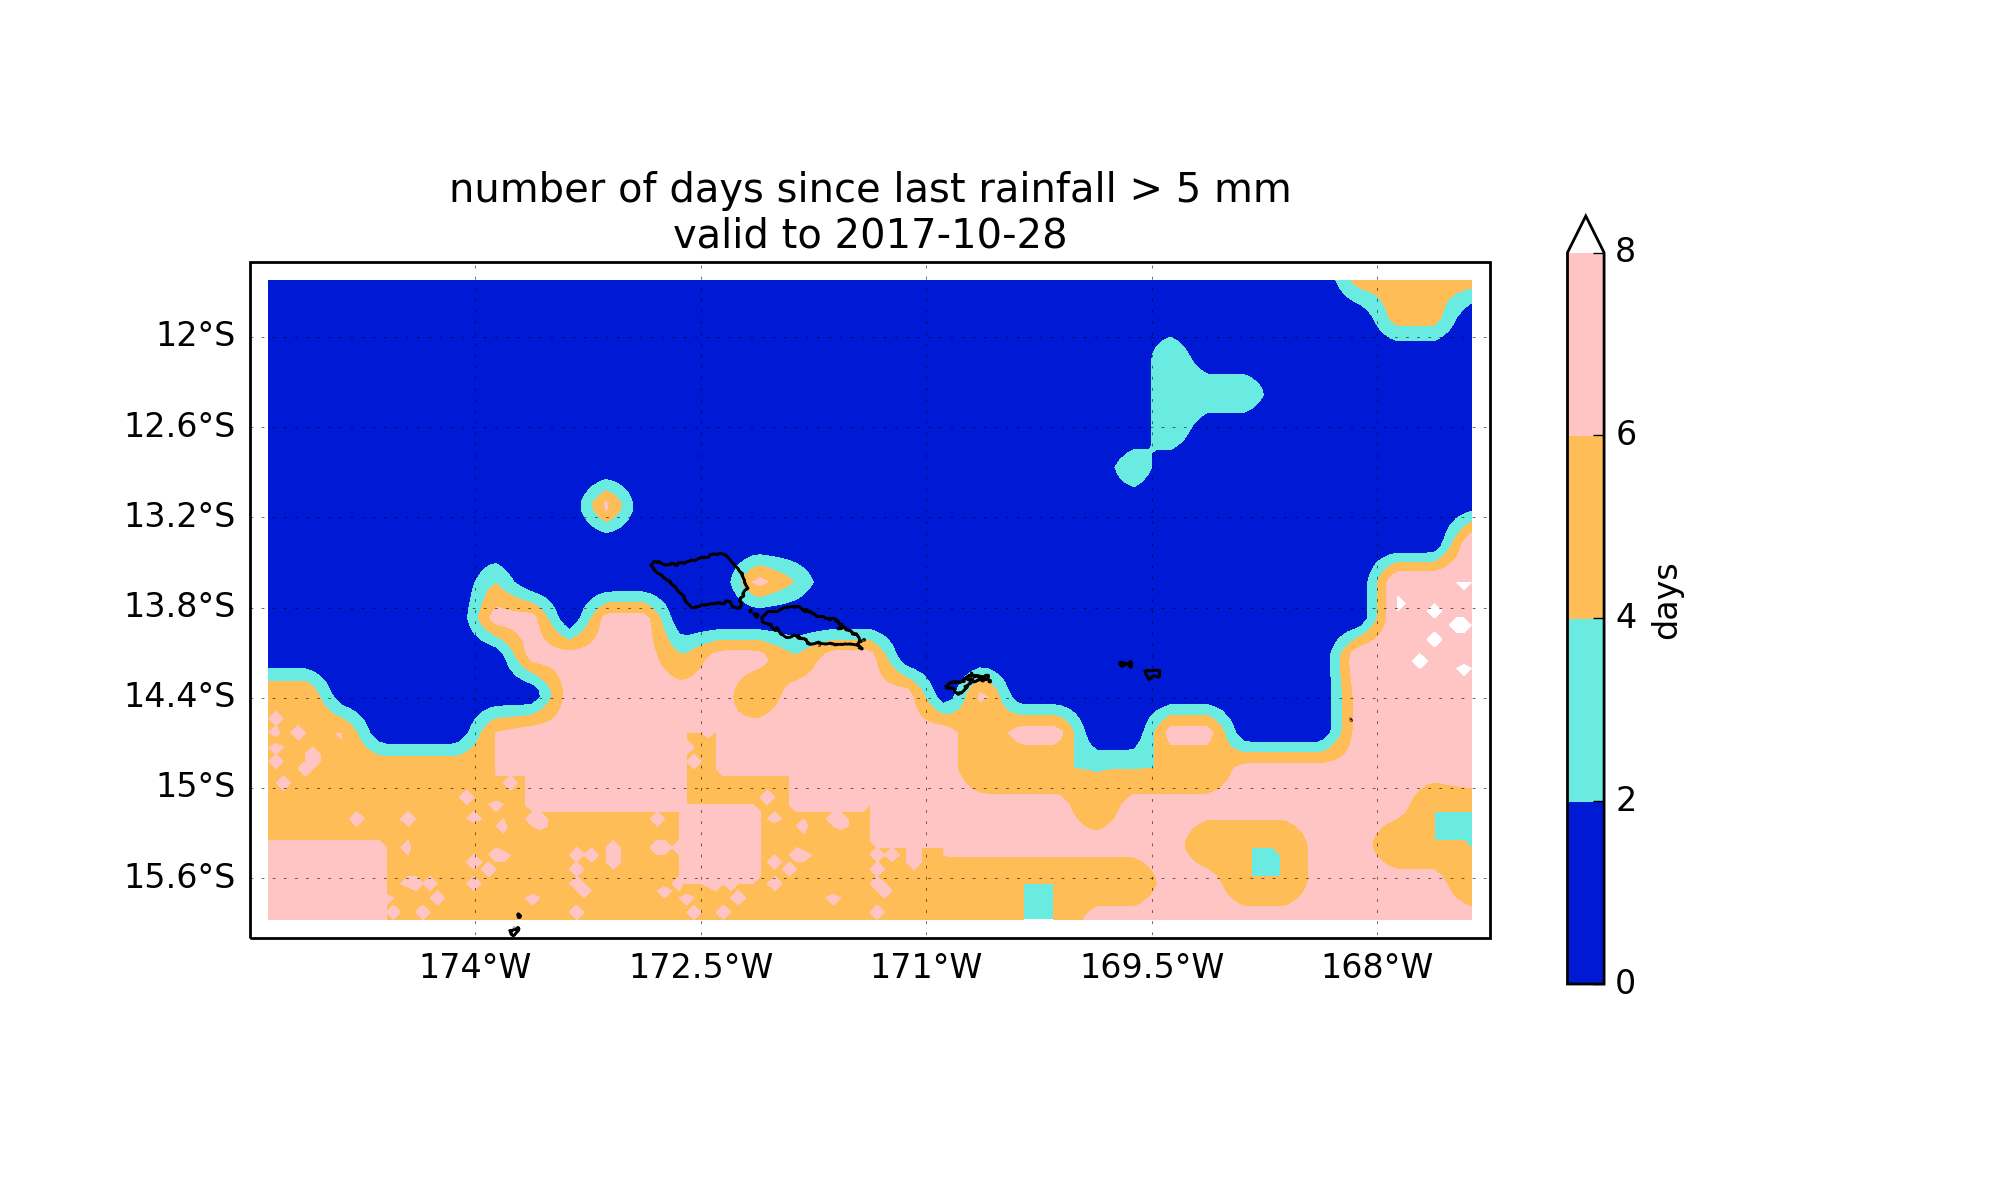 number of days since last rainfall > 5 mm
valid to 2017-10-28
12°S
12.6°S
13.2°S
13.8°S
14.4°S
15°S
15.6°S
174°W
172.5°W
171°W
169.5°W
168°W
8
6
4
2
0
days